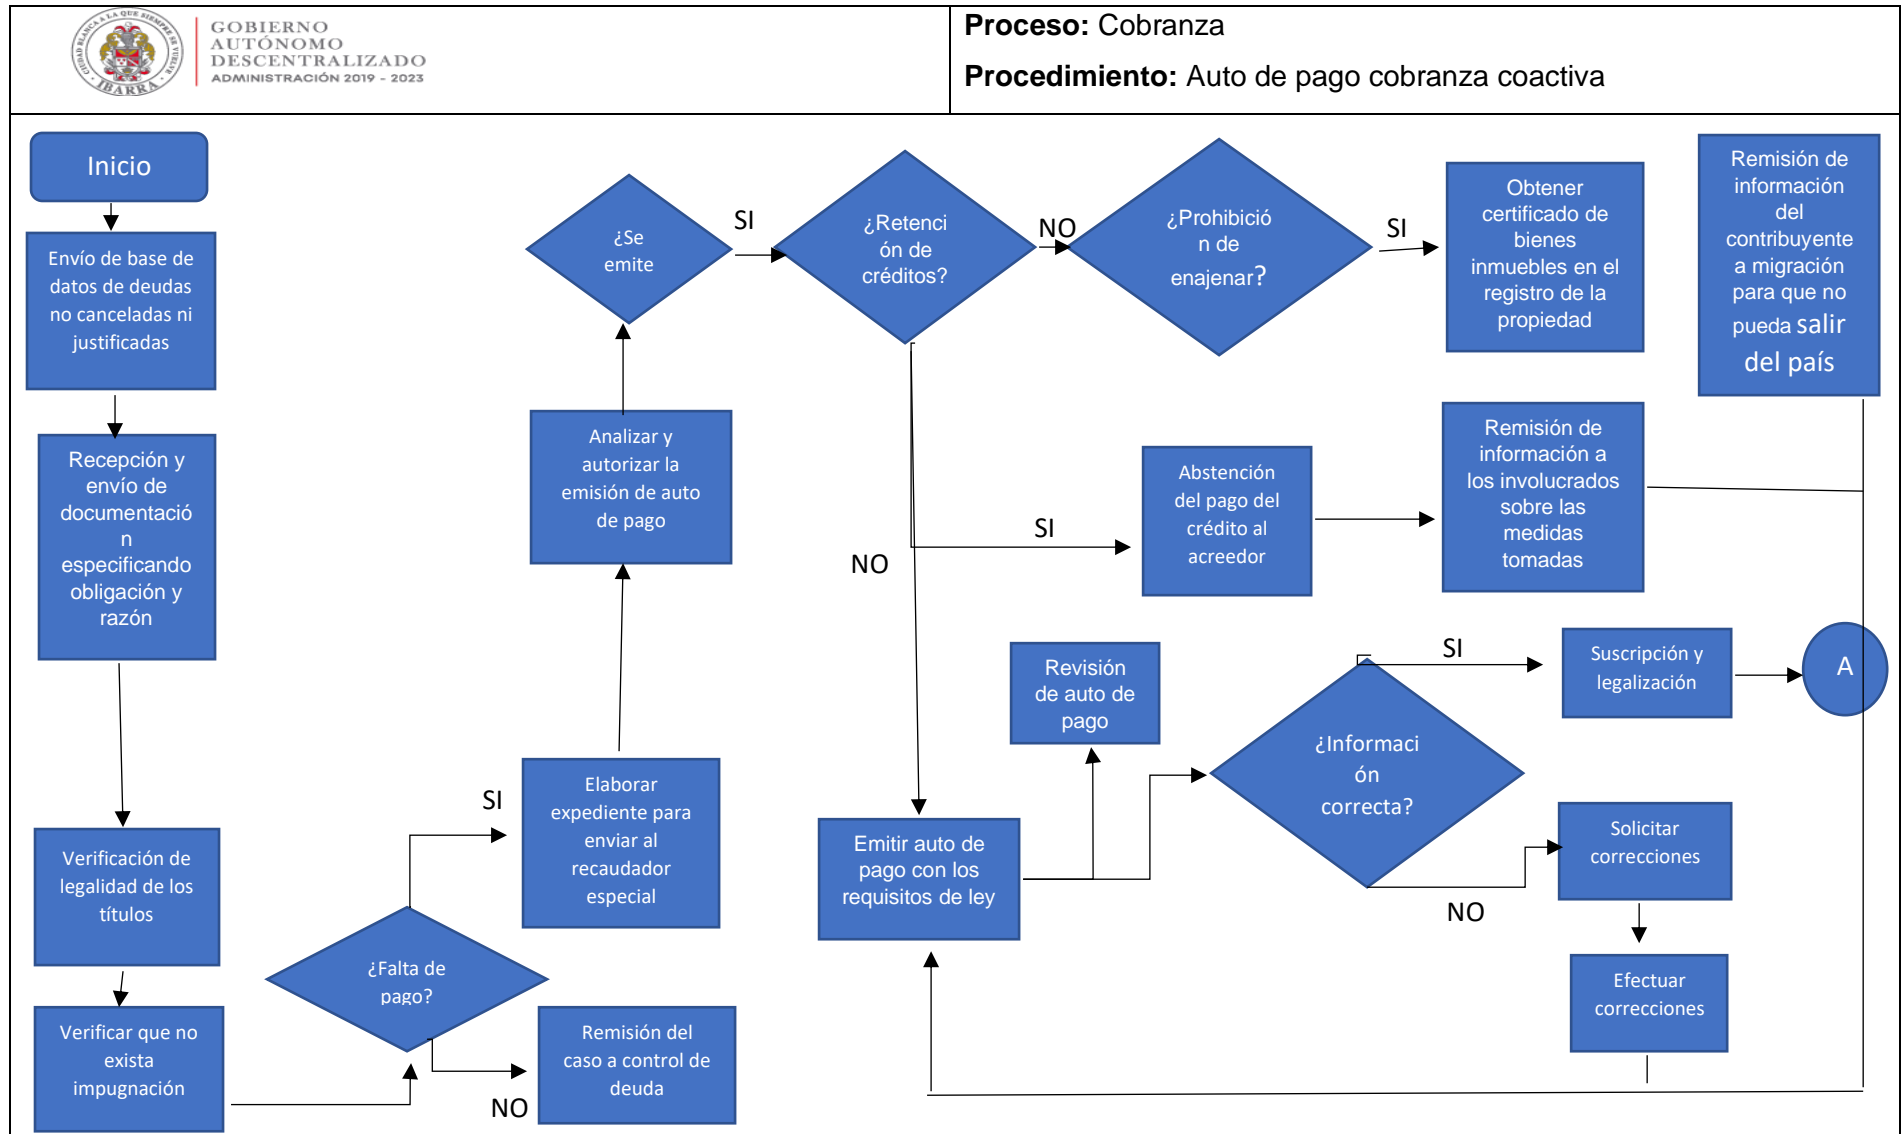 CIUDAD BLANCA A LA QUE SIEMPRE SE VUELVE
IBARRA
GOBIERNO
AUTÓNOMO
DESCENTRALIZADO
ADMINISTRACIÓN 2019 - 2023
Proceso: Cobranza
Procedimiento: Auto de pago cobranza coactiva
Inicio
Envío de base de
datos de deudas
no canceladas ni
justificadas
Recepción y
envío de
documentació
n
especificando
obligación y
razón
Verificación de
legalidad de los
títulos
Verificar que no
exista
impugnación
¿Falta de
pago?
SI
NO
Elaborar
expediente para
enviar al
recaudador
especial
Remisión del
caso a control de
deuda
Analizar y
autorizar la
emisión de auto
de pago
¿Se
emite
SI
¿Retenci
ón de
créditos?
NO
¿Prohibició
n de
enajenar?
SI
Obtener
certificado de
bienes
inmuebles en el
registro de la
propiedad
Remisión de
información
del
contribuyente
a migración
para que no
pueda salir
del país
SI
NO
Abstención
del pago del
crédito al
acreedor
Remisión de
información a
los involucrados
sobre las
medidas
tomadas
Emitir auto de
pago con los
requisitos de ley
Revisión
de auto de
pago
¿Informaci
ón
correcta?
SI
Suscripción y
legalización
A
NO
Solicitar
correcciones
Efectuar
correcciones